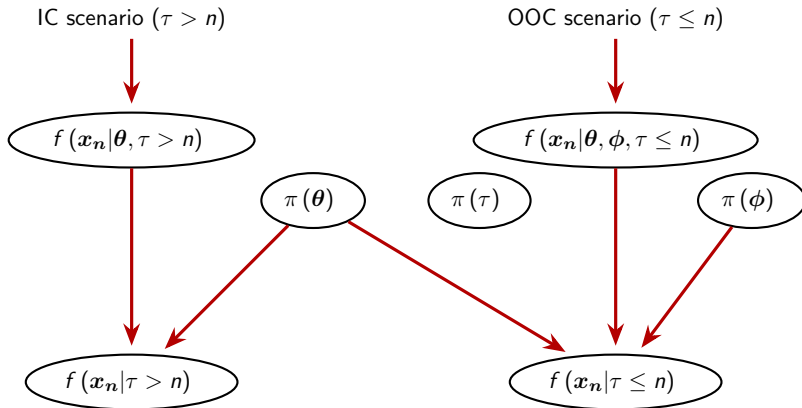 IC scenario (τ > n)
OOC scenario (τ ≤ n)
f (xₙ|θ, τ > n)
f (xₙ|θ, ϕ, τ ≤ n)
π (θ)
π (τ)
π (ϕ)
f (xₙ|τ > n)
f (xₙ|τ ≤ n)